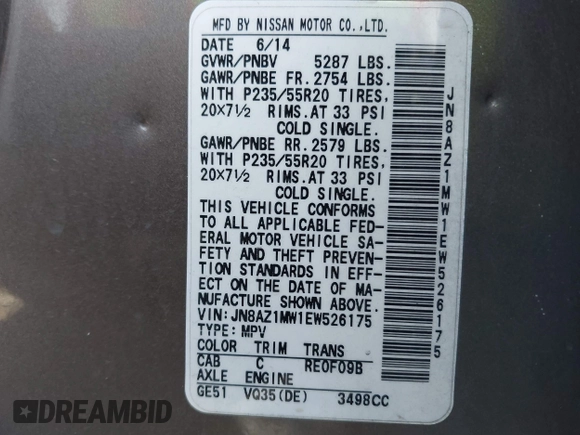 MFD BY NISSAN MOTOR CO.,LTD.
DATE 6/14
GVWR/PNBV 5287 LBS.
GAWR/PNBE FR. 2754 LBS.
WITH P235/55R20 TIRES,
20X7½ RIMS.AT 33 PSI
COLD SINGLE.
GAWR/PNBE RR. 2579 LBS.
WITH P235/55R20 TIRES,
20X7½ RIMS.AT 33 PSI
COLD SINGLE.
THIS VEHICLE CONFORMS
TO ALL APPLICABLE FED-
ERAL MOTOR VEHICLE SA-
FETY AND THEFT PREVEN-
TION STANDARDS IN EFF-
ECT ON THE DATE OF MA-
NUFACTURE SHOWN ABOVE.
VIN:JN8AZ1MW1EW526175
TYPE:MPV
COLOR TRIM TRANS
CAB C RE0F09B
AXLE ENGINE
GE51 VQ35(DE) 3498CC
JN8AZ1MW1EW526175
DREAMBID